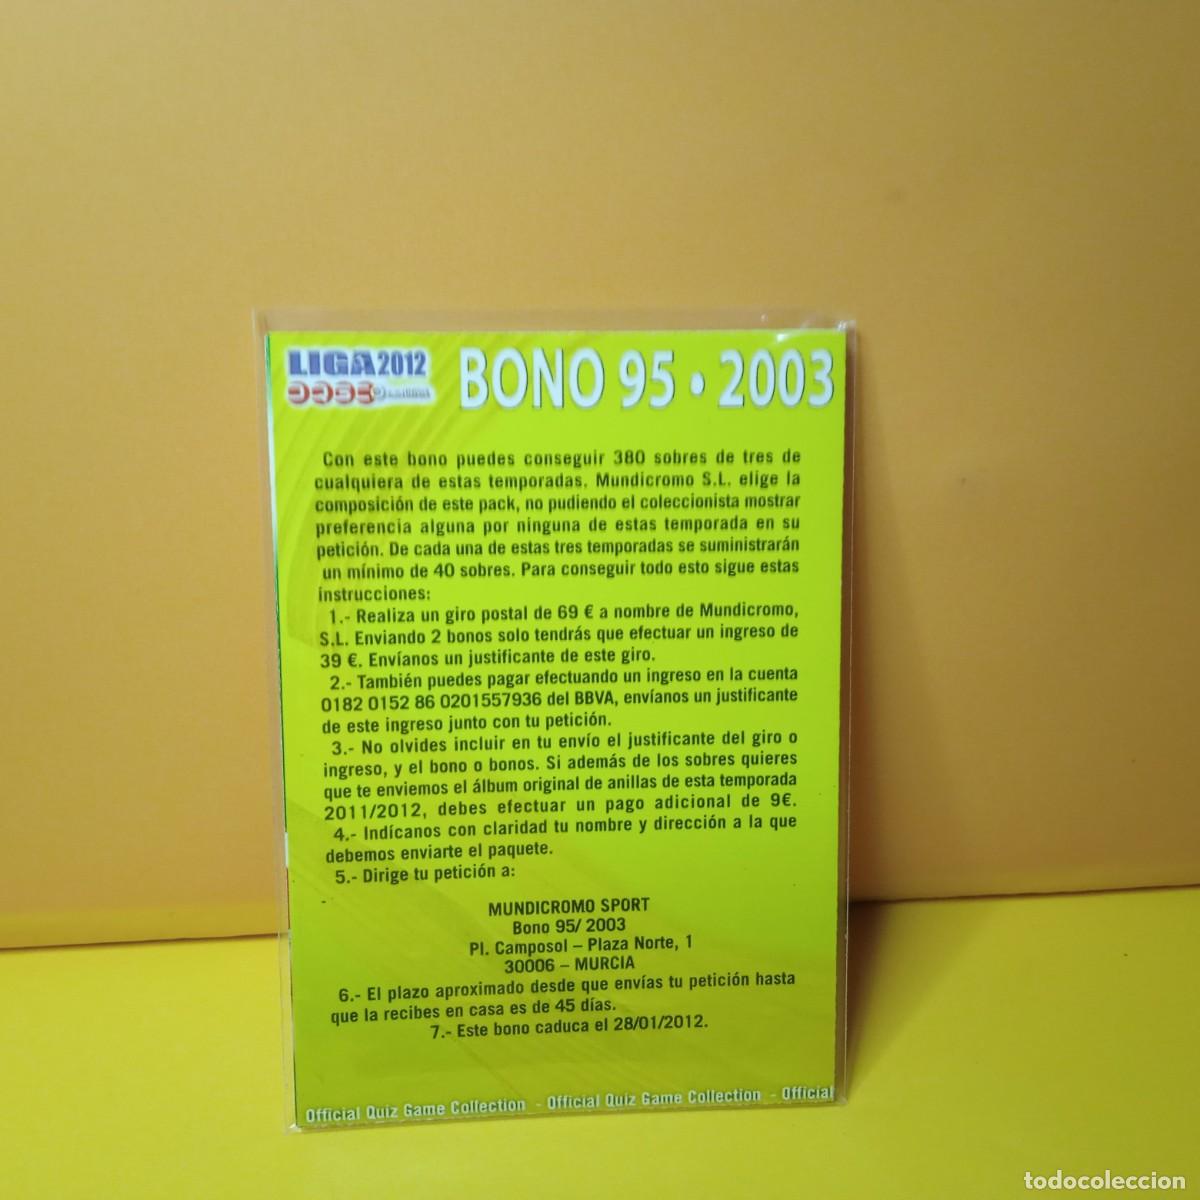 LIGA 2012
BONO 95 • 2003
Con este bono puedes conseguir 380 sobres de tres de
cualquiera de estas temporadas. Mundicromo S.L. elige la
composición de este pack, no pudiendo el coleccionista mostrar
preferencia alguna por ninguna de estas temporada en su
petición. De cada una de estas tres temporadas se suministrarán
un mínimo de 40 sobres. Para conseguir todo esto sigue estas
instrucciones:
1.- Realiza un giro postal de 69 € a nombre de Mundicromo,
S.L. Enviando 2 bonos solo tendrás que efectuar un ingreso de
39 €. Envíanos un justificante de este giro.
2.- También puedes pagar efectuando un ingreso en la cuenta
0182 0152 86 0201557936 del BBVA, envíanos un justificante
de este ingreso junto con tu petición.
3.- No olvides incluir en tu envío el justificante del giro o
ingreso, y el bono o bonos. Si además de los sobres quieres
que te enviemos el álbum original de anillas de esta temporada
2011/2012, debes efectuar un pago adicional de 9€.
4.- Indícanos con claridad tu nombre y dirección a la que
debemos enviarte el paquete.
5.- Dirige tu petición a:
MUNDICROMO SPORT
Bono 95/ 2003
Pl. Camposol – Plaza Norte, 1
30006 – MURCIA
6.- El plazo aproximado desde que envías tu petición hasta
que la recibes en casa es de 45 días.
7.- Este bono caduca el 28/01/2012.
Official Quiz Game Collection - Official Quiz Game Collection - Official
todocoleccion